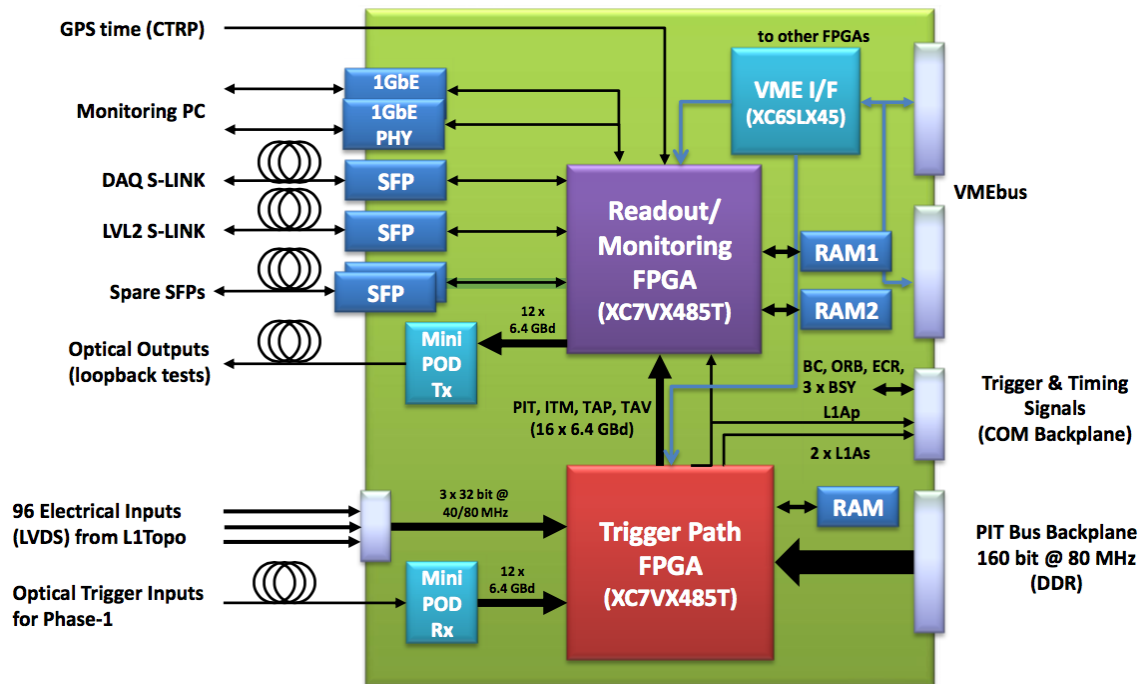 GPS time (CTRP)
to other FPGAs
1GbE
VME I/F
(XC6SLX45)
Monitoring PC
1GbE
PHY
DAQ S-LINK
SFP
VMEbus
LVL2 S-LINK
SFP
Readout/
Monitoring
FPGA
(XC7VX485T)
RAM1
RAM2
Spare SFPs
SFP
12 x
6.4 GBd
Optical Outputs
(loopback tests)
Mini
POD
Tx
PIT, ITM, TAP, TAV
(16 x 6.4 GBd)
BC, ORB, ECR,
3 x BSY
L1Ap
2 x L1As
Trigger & Timing
Signals
(COM Backplane)
96 Electrical Inputs
(LVDS) from L1Topo
3 x 32 bit @
40/80 MHz
Trigger Path
FPGA
(XC7VX485T)
RAM
PIT Bus Backplane
160 bit @ 80 MHz
(DDR)
Optical Trigger Inputs
for Phase-1
Mini
POD
Rx
12 x
6.4 GBd